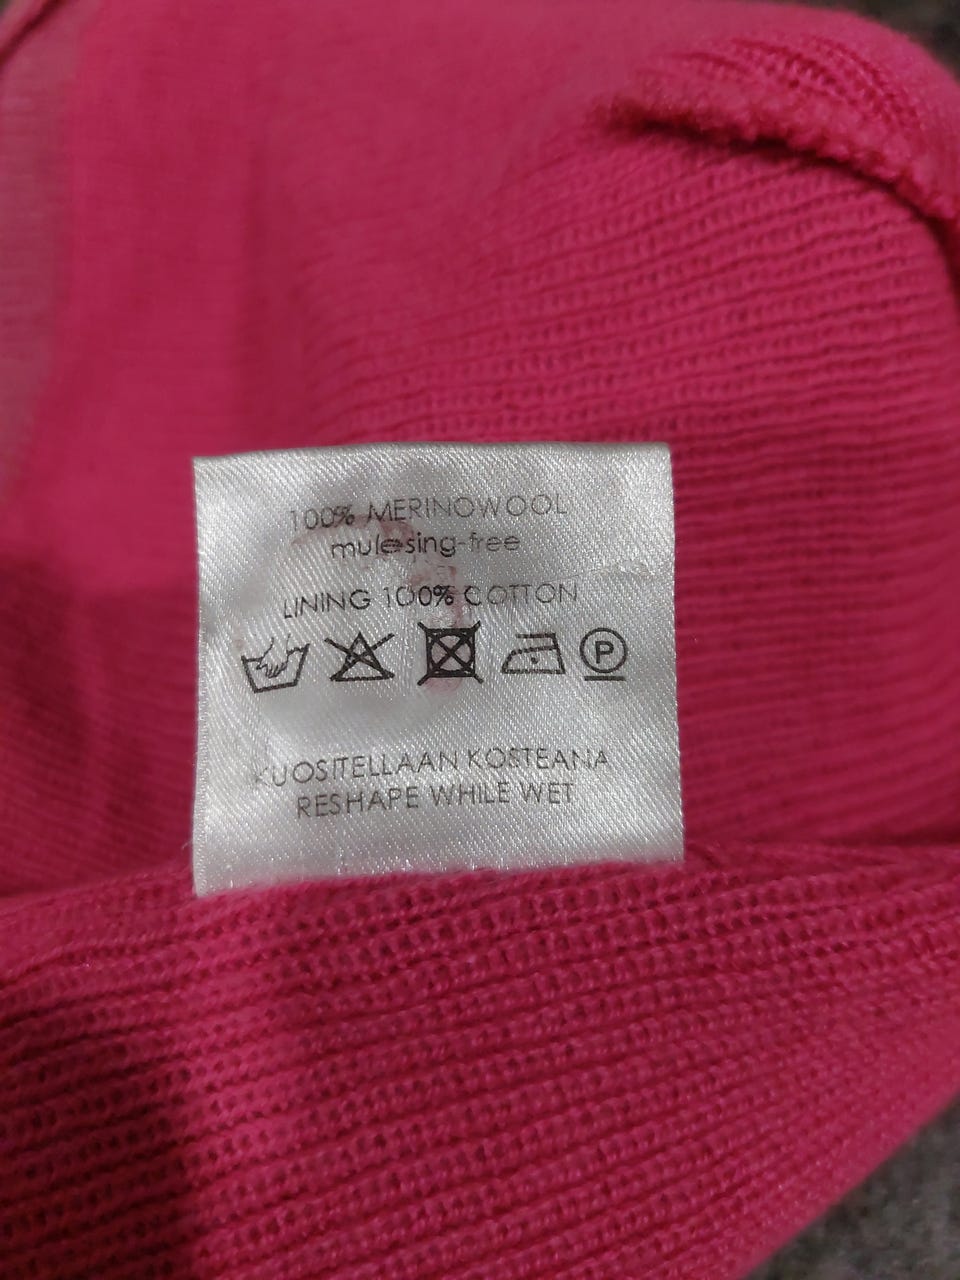 100% MERINOWOOL
mulesing-free
LINING 100% COTTON
P
KUOSITELLAAN KOSTEANA
RESHAPE WHILE WET